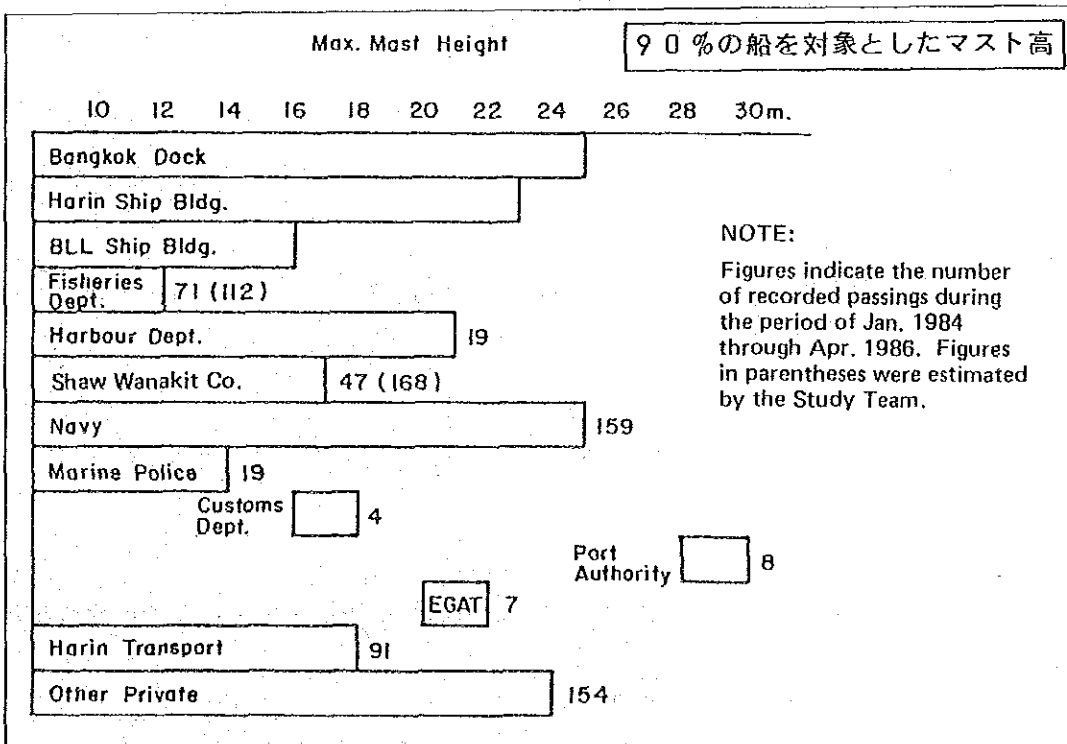 Max. Mast Height
90%の船を対象としたマスト高
10 12 14 16 18 20 22 24 26 28 30m.
Bangkok Dock
Harin Ship Bldg.
BLL Ship Bldg.
Fisheries
Dept.
71 (112)
Harbour Dept.
19
Shaw Wanakit Co.
47 (168)
Navy
159
Marine Police
19
Customs
Dept.
4
Port
Authority
8
EGAT
7
Harin Transport
91
Other Private
154
NOTE:
Figures indicate the number
of recorded passings during
the period of Jan. 1984
through Apr. 1986. Figures
in parentheses were estimated
by the Study Team.